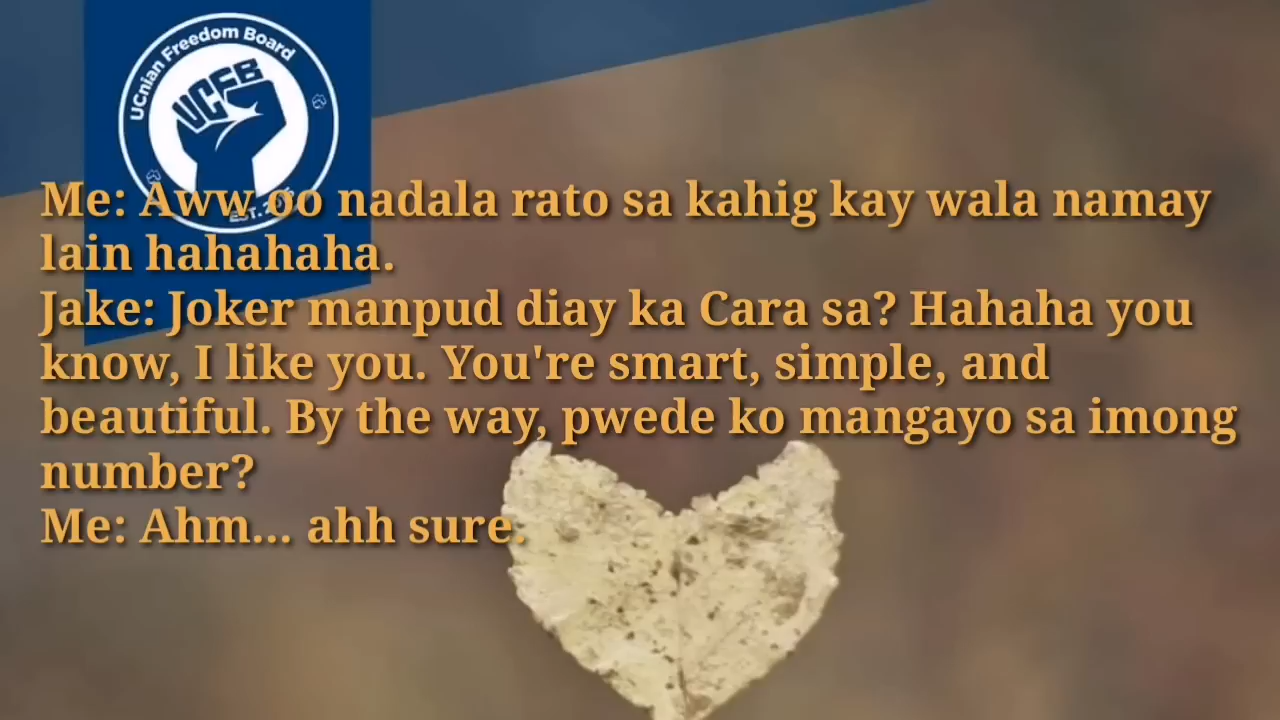 UCnian Freedom Board
UCFB
EST.
Me: Aww oo nadala rato sa kahig kay wala namay
lain hahahaha.
Jake: Joker manpud diay ka Cara sa? Hahaha you
know, I like you. You're smart, simple, and
beautiful. By the way, pwede ko mangayo sa imong
number?
Me: Ahm... ahh sure.